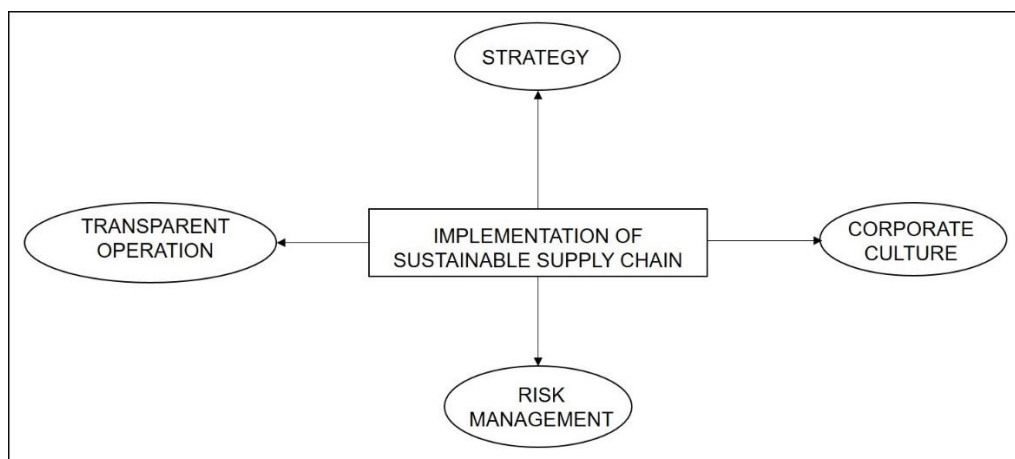 STRATEGY
TRANSPARENT
OPERATION
IMPLEMENTATION OF
SUSTAINABLE SUPPLY CHAIN
CORPORATE
CULTURE
RISK
MANAGEMENT